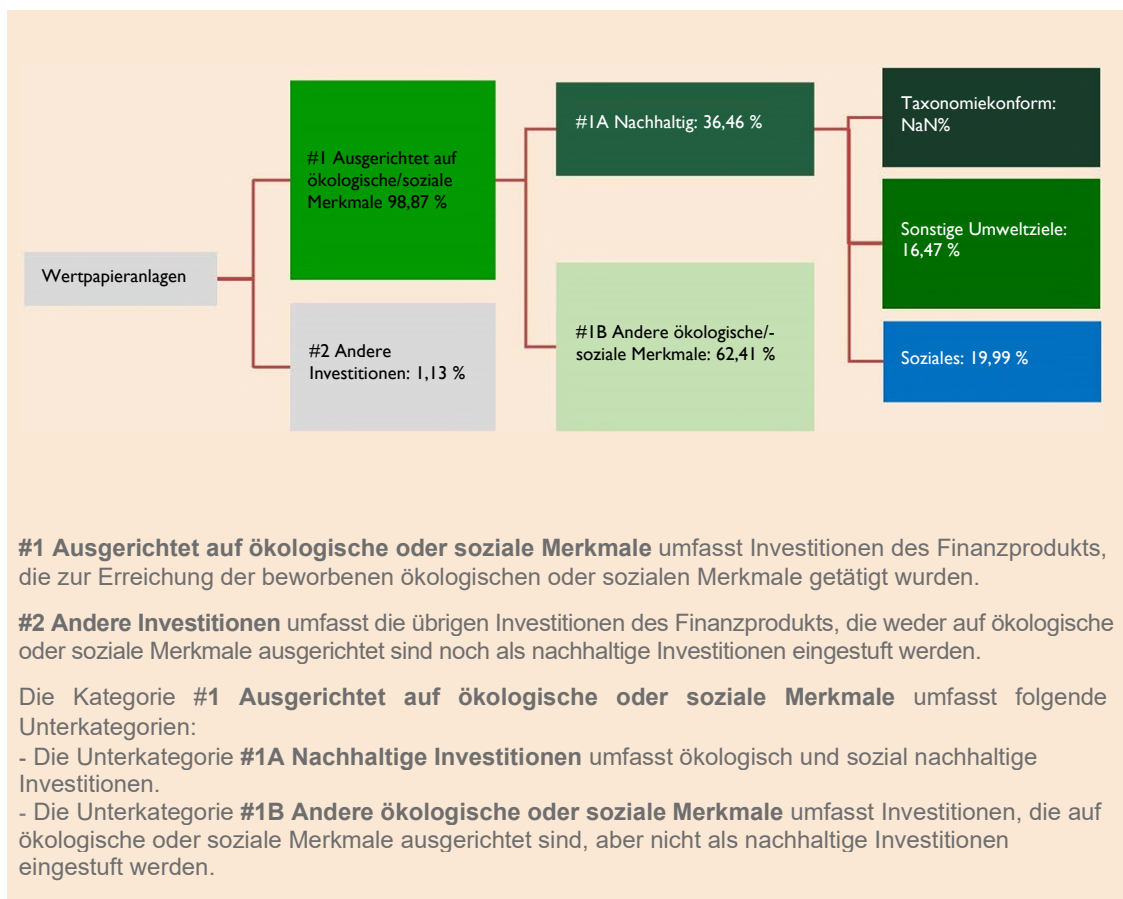 Wertpapieranlagen
#1 Ausgerichtet auf
ökologische/soziale
Merkmale 98,87 %
#2 Andere
Investitionen: 1,13 %
#1A Nachhaltig: 36,46 %
#1B Andere ökologische/-
soziale Merkmale: 62,41 %
Taxonomiekonform:
NaN%
Sonstige Umweltziele:
16,47 %
Soziales: 19,99 %
#1 Ausgerichtet auf ökologische oder soziale Merkmale umfasst Investitionen des Finanzprodukts,
die zur Erreichung der beworbenen ökologischen oder sozialen Merkmale getätigt wurden.
#2 Andere Investitionen umfasst die übrigen Investitionen des Finanzprodukts, die weder auf ökologische
oder soziale Merkmale ausgerichtet sind noch als nachhaltige Investitionen eingestuft werden.
Die Kategorie #1 Ausgerichtet auf ökologische oder soziale Merkmale umfasst folgende
Unterkategorien:
- Die Unterkategorie #1A Nachhaltige Investitionen umfasst ökologisch und sozial nachhaltige
Investitionen.
- Die Unterkategorie #1B Andere ökologische oder soziale Merkmale umfasst Investitionen, die auf
ökologische oder soziale Merkmale ausgerichtet sind, aber nicht als nachhaltige Investitionen
eingestuft werden.